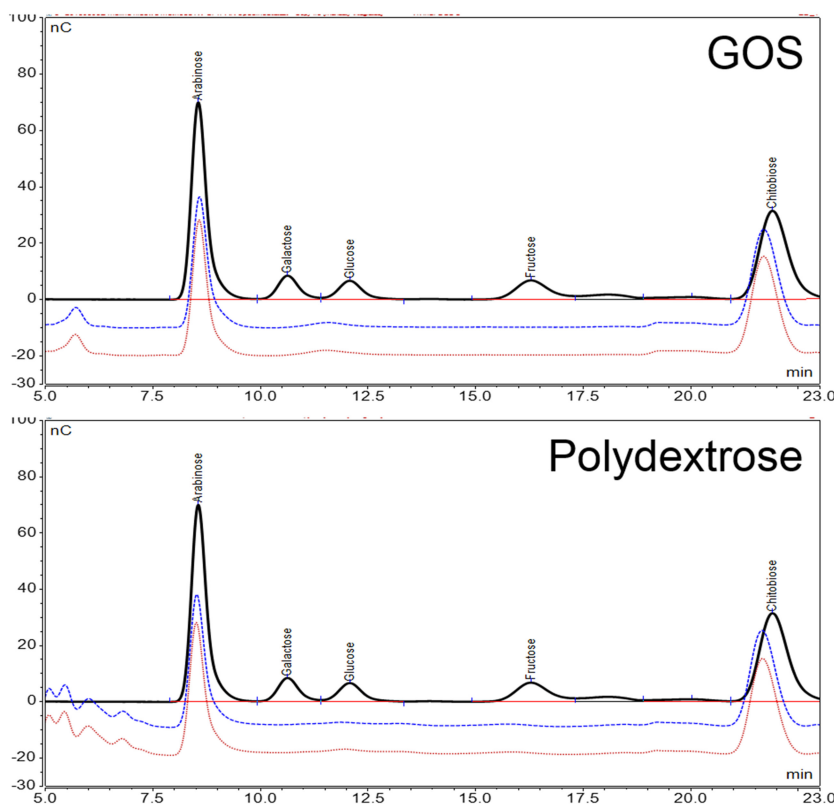 100
nC
GOS
Arabinose
Galactose
Glucose
Fructose
Chitobiose
80
60
40
20
0
-20
-30
min
5.0 7.5 10.0 12.5 15.0 17.5 20.0 23.0
100
nC
Polydextrose
Arabinose
Galactose
Glucose
Fructose
Chitobiose
80
60
40
20
0
-20
-30
min
5.0 7.5 10.0 12.5 15.0 17.5 20.0 23.0